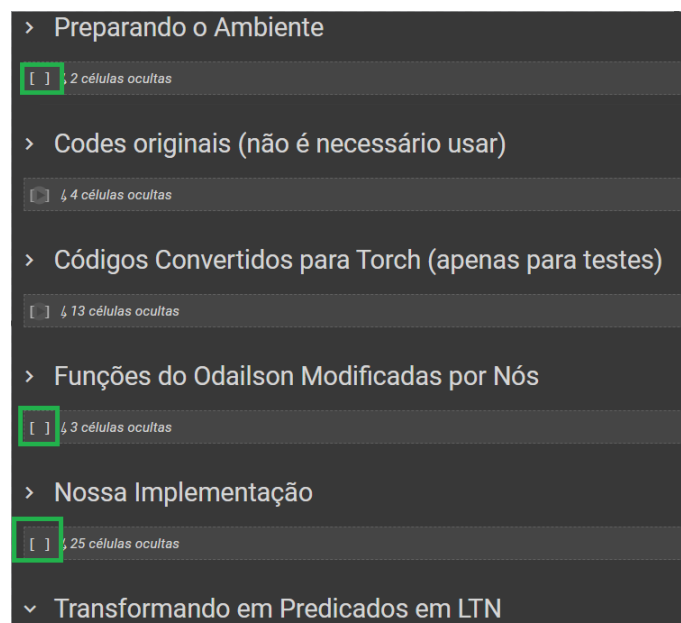 Preparando o Ambiente
[ ] ↳ 2 células ocultas
Codes originais (não é necessário usar)
[ ] ↳ 4 células ocultas
Códigos Convertidos para Torch (apenas para testes)
[ ] ↳ 13 células ocultas
Funções do Odailson Modificadas por Nós
[ ] ↳ 3 células ocultas
Nossa Implementação
[ ] ↳ 25 células ocultas
Transformando em Predicados em LTN